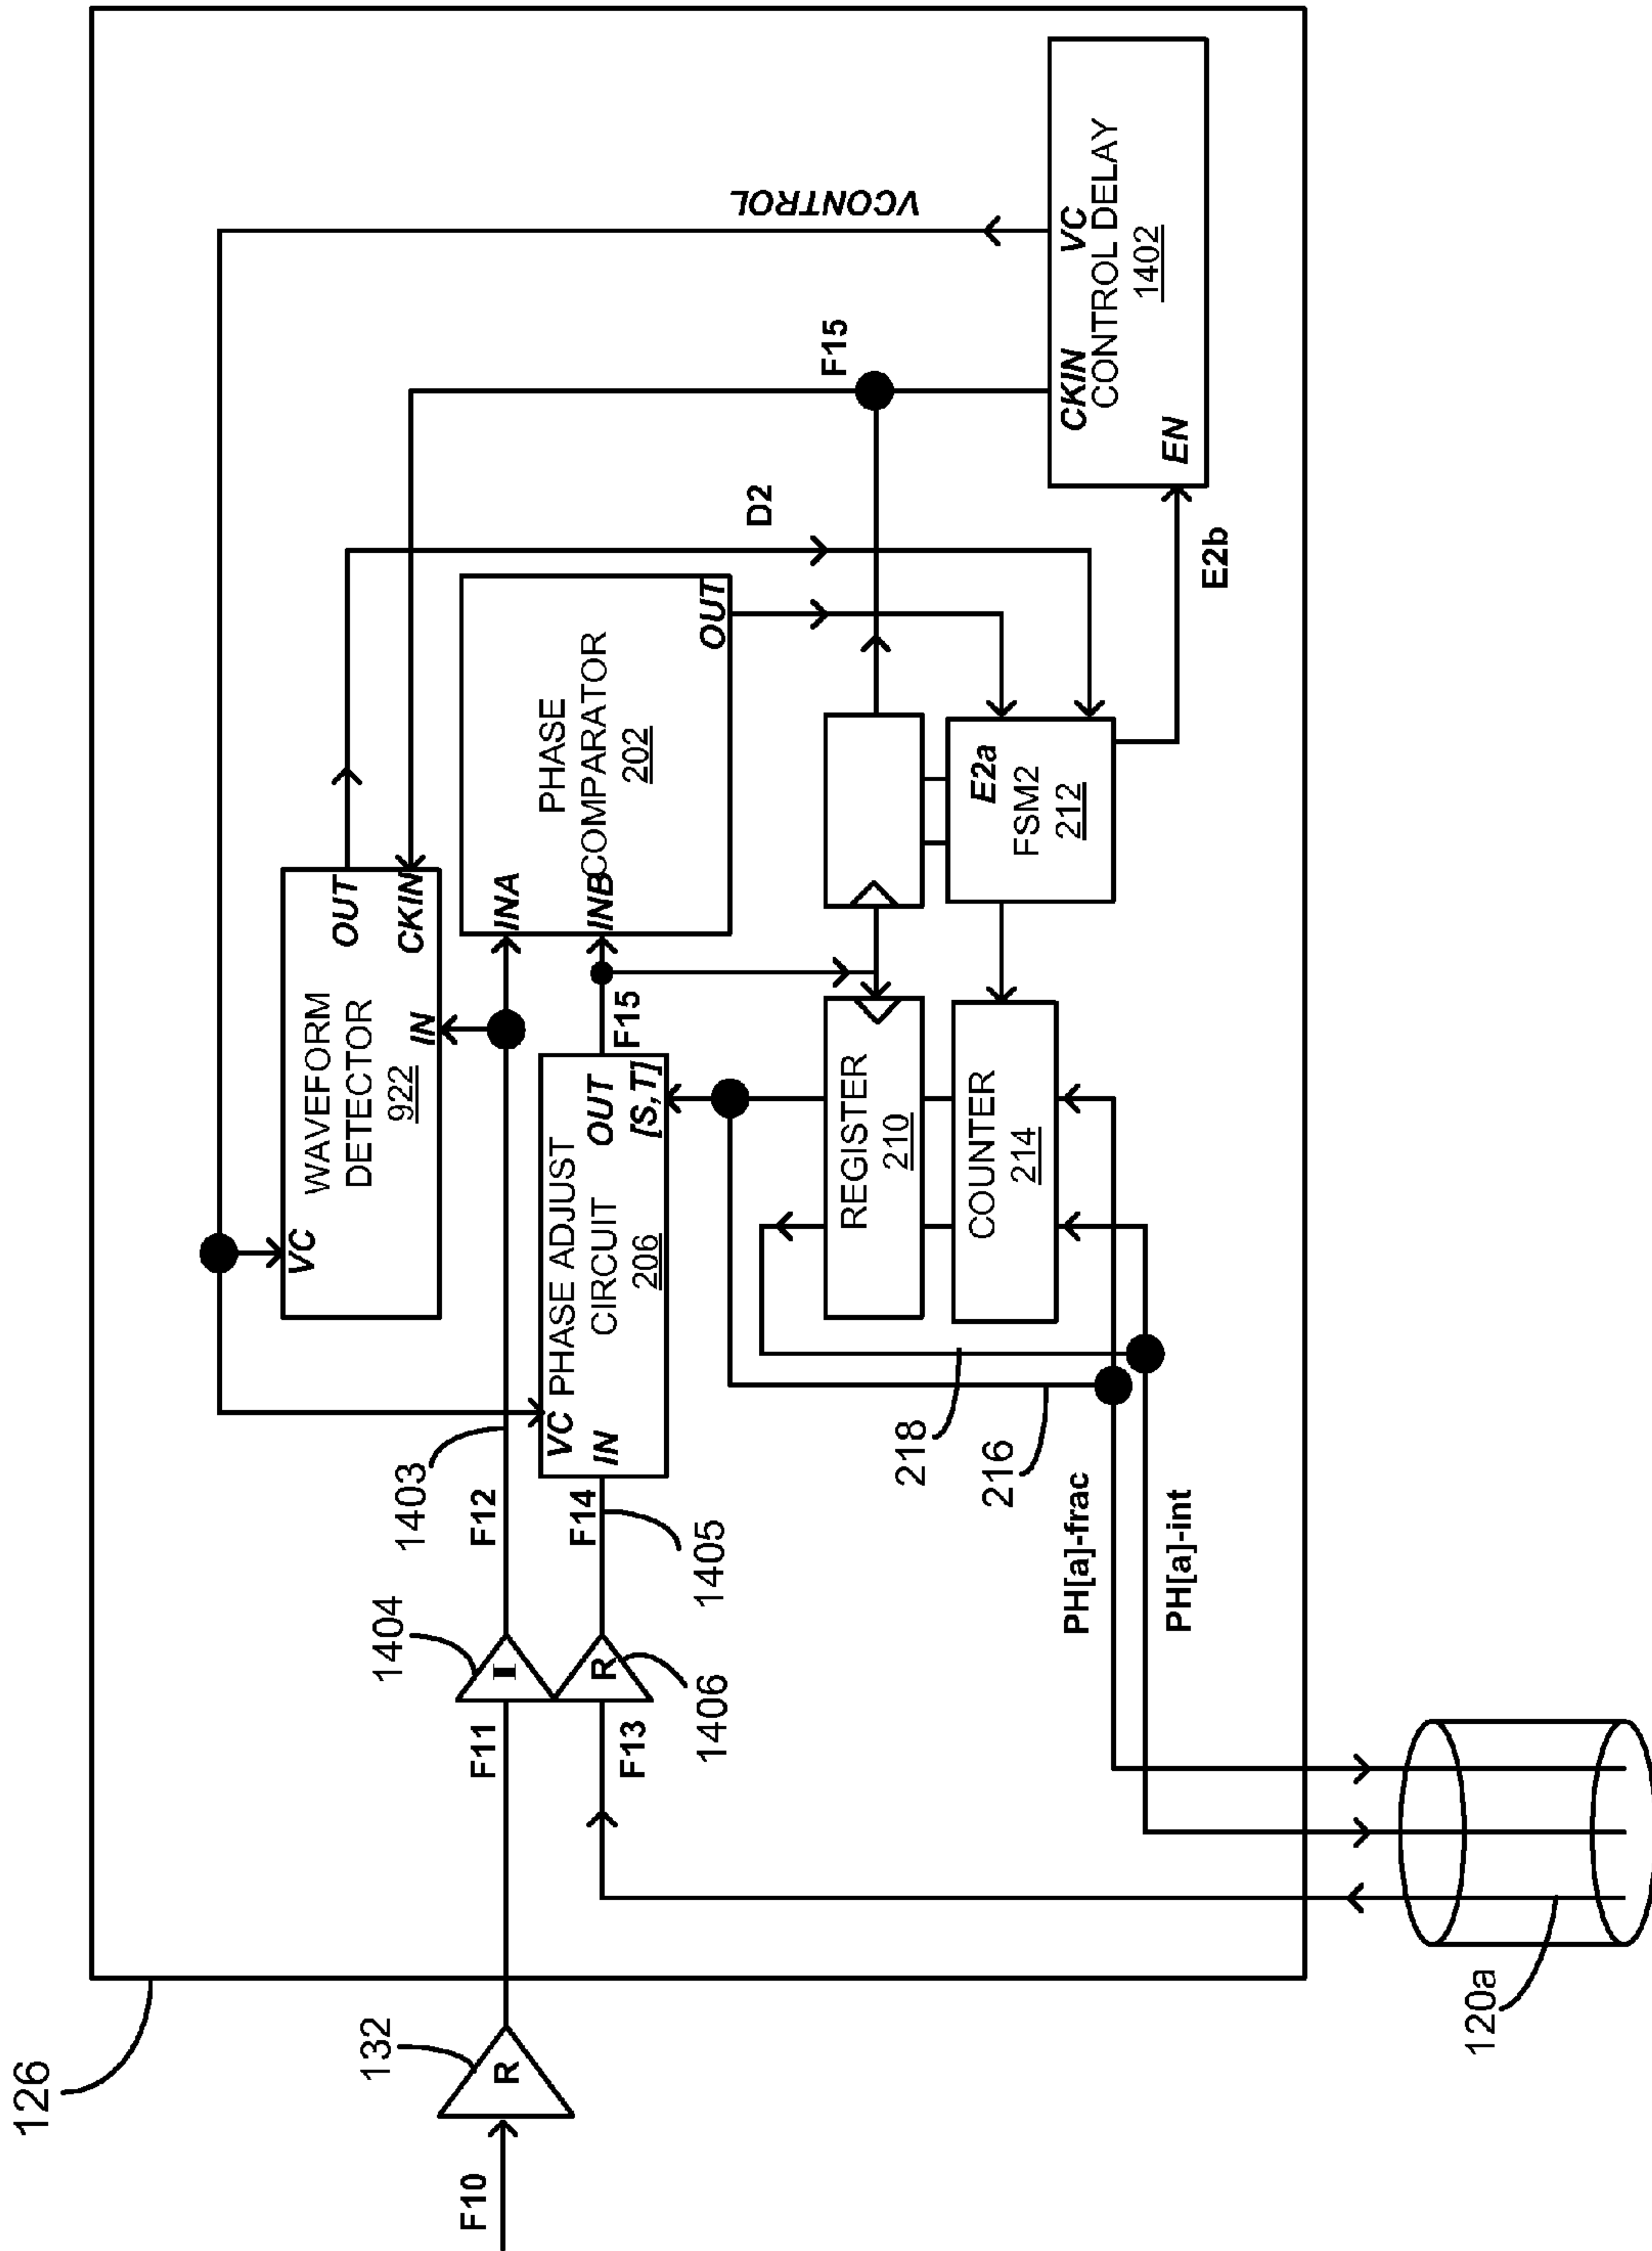 126
F10
132
R
F11
1404
I
F12
1403
F13
R
1406
F14
1405
VC
WAVEFORM
DETECTOR
922
IN
OUT
CKIN
VCONTROL
VC
IN
PHASE ADJUST
CIRCUIT
206
OUT
[S,T]
F15
INA
INB
PHASE
COMPARATOR
202
OUT
D2
F15
REGISTER
210
COUNTER
214
E2a
FSM2
212
E2b
CKIN
VC
CONTROL DELAY
1402
EN
218
216
PH[a]-frac
PH[a]-int
120a